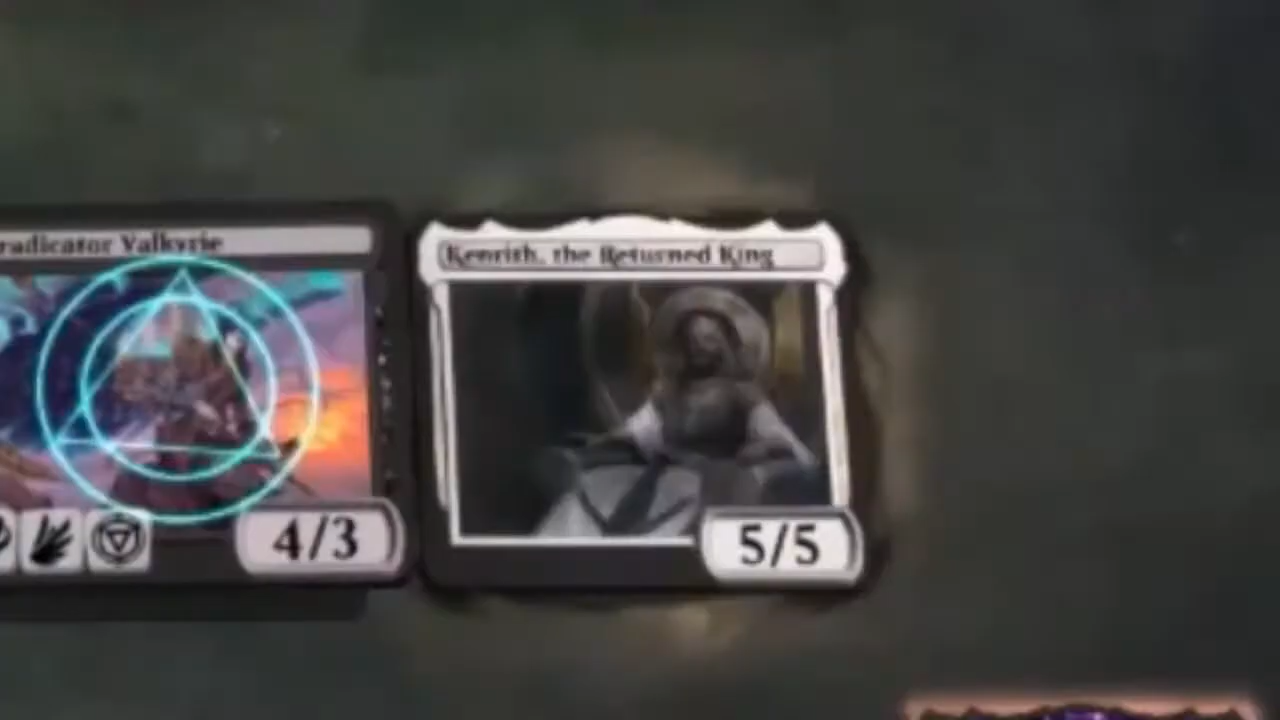 radicator Valkyrie
Kenrith, the Returned King
4/3
5/5